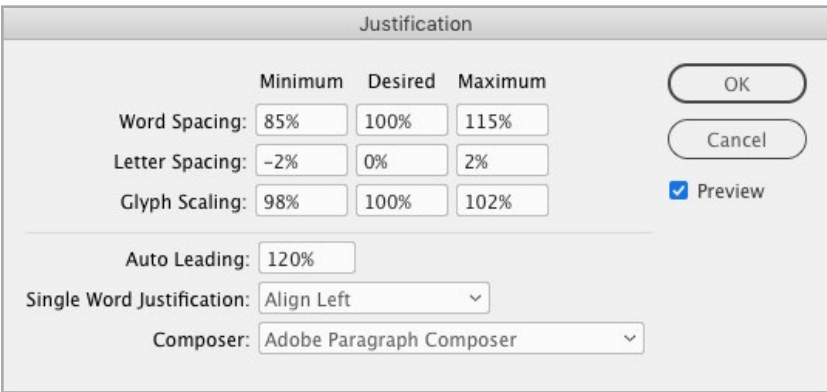 Justification
Minimum Desired Maximum
OK
Word Spacing: 85% 100% 115%
Cancel
Letter Spacing: -2% 0% 2%
Preview
Glyph Scaling: 98% 100% 102%
Auto Leading: 120%
Single Word Justification: Align Left
Composer: Adobe Paragraph Composer